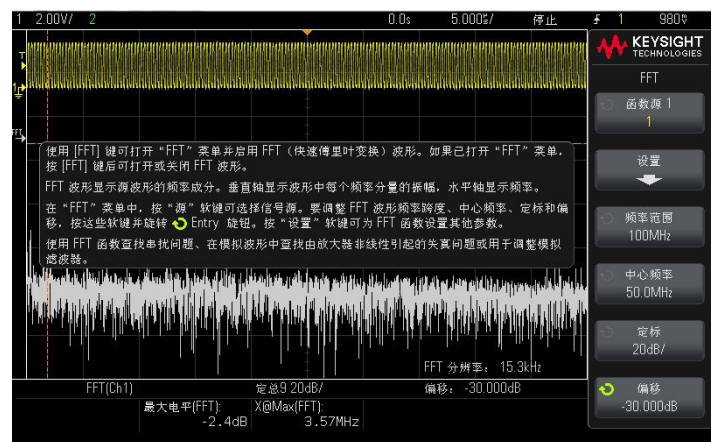 1 2.00V/ 2 0.0s 5.000s/ 停止 1 980
KEYSIGHT
TECHNOLOGIES
FFT
函数源 1
1
设置
频率范围
100MHz
中心频率
50.0MHz
定标
20dB/
偏移
-30.000dB
T
1
FFT
使用 [FFT] 键可打开“FFT”菜单并启用 FFT（快速傅里叶变换）波形。如果已打开“FFT”菜单，
按 [FFT] 键后可打开或关闭 FFT 波形。
FFT 波形显示源波形的频率成分。垂直轴显示波形中每个频率分量的振幅，水平轴显示频率。
在“FFT”菜单中，按“源”软键可选择信号源。要调整 FFT 波形频率跨度、中心频率、定标和偏
移，按这些软键并旋转 Entry 旋钮。按“设置”软键可为 FFT 函数设置其他参数。
使用 FFT 函数查找串扰问题、在模拟波形中查找由放大器非线性引起的失真问题或用于调整模拟
滤波器。
FFT 分辨率： 15.3kHz
FFT(Ch1) 定总9 20dB/ 偏移： -30.000dB
最大电平(FFT): X@Max(FFT):
-2.4dB 3.57MHz